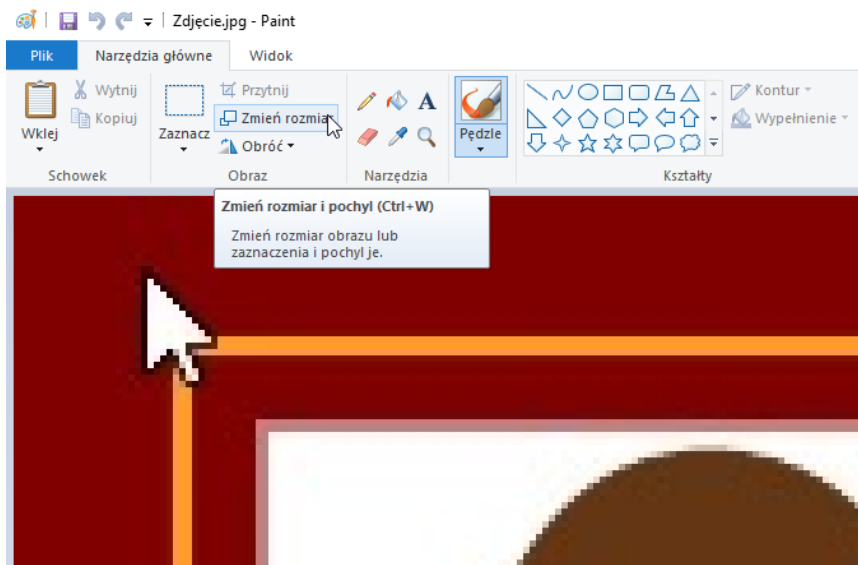 Zdjęcie.jpg - Paint
Plik Narzędzia główne Widok
Wklej
Wytnij
Kopiuj
Schowek
Zaznacz
Przytnij
Zmień rozmiar
Obróć
Obraz
A
Narzędzia
Pędzle
Kontur
Wypełnienie
Kształty
Zmień rozmiar i pochyl (Ctrl+W)
Zmień rozmiar obrazu lub
zaznaczenia i pochyl je.